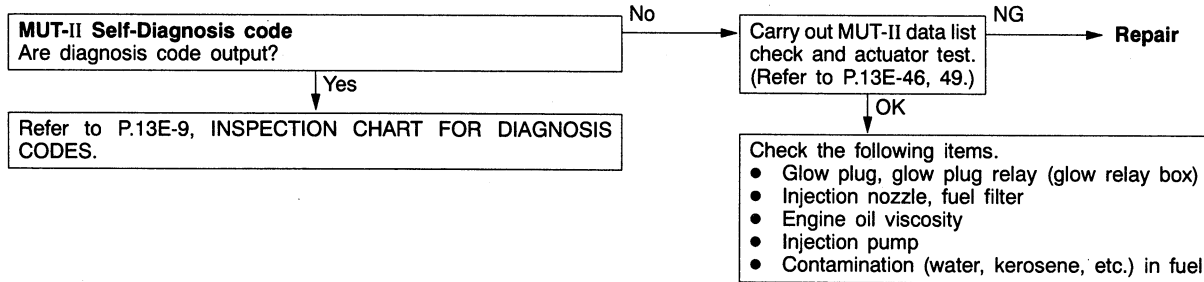 MUT-II Self-Diagnosis code
Are diagnosis code output?
No
Carry out MUT-II data list
check and actuator test.
(Refer to P.13E-46, 49.)
NG
Repair
Yes
Refer to P.13E-9, INSPECTION CHART FOR DIAGNOSIS
CODES.
OK
Check the following items.
● Glow plug, glow plug relay (glow relay box)
● Injection nozzle, fuel filter
● Engine oil viscosity
● Injection pump
● Contamination (water, kerosene, etc.) in fuel